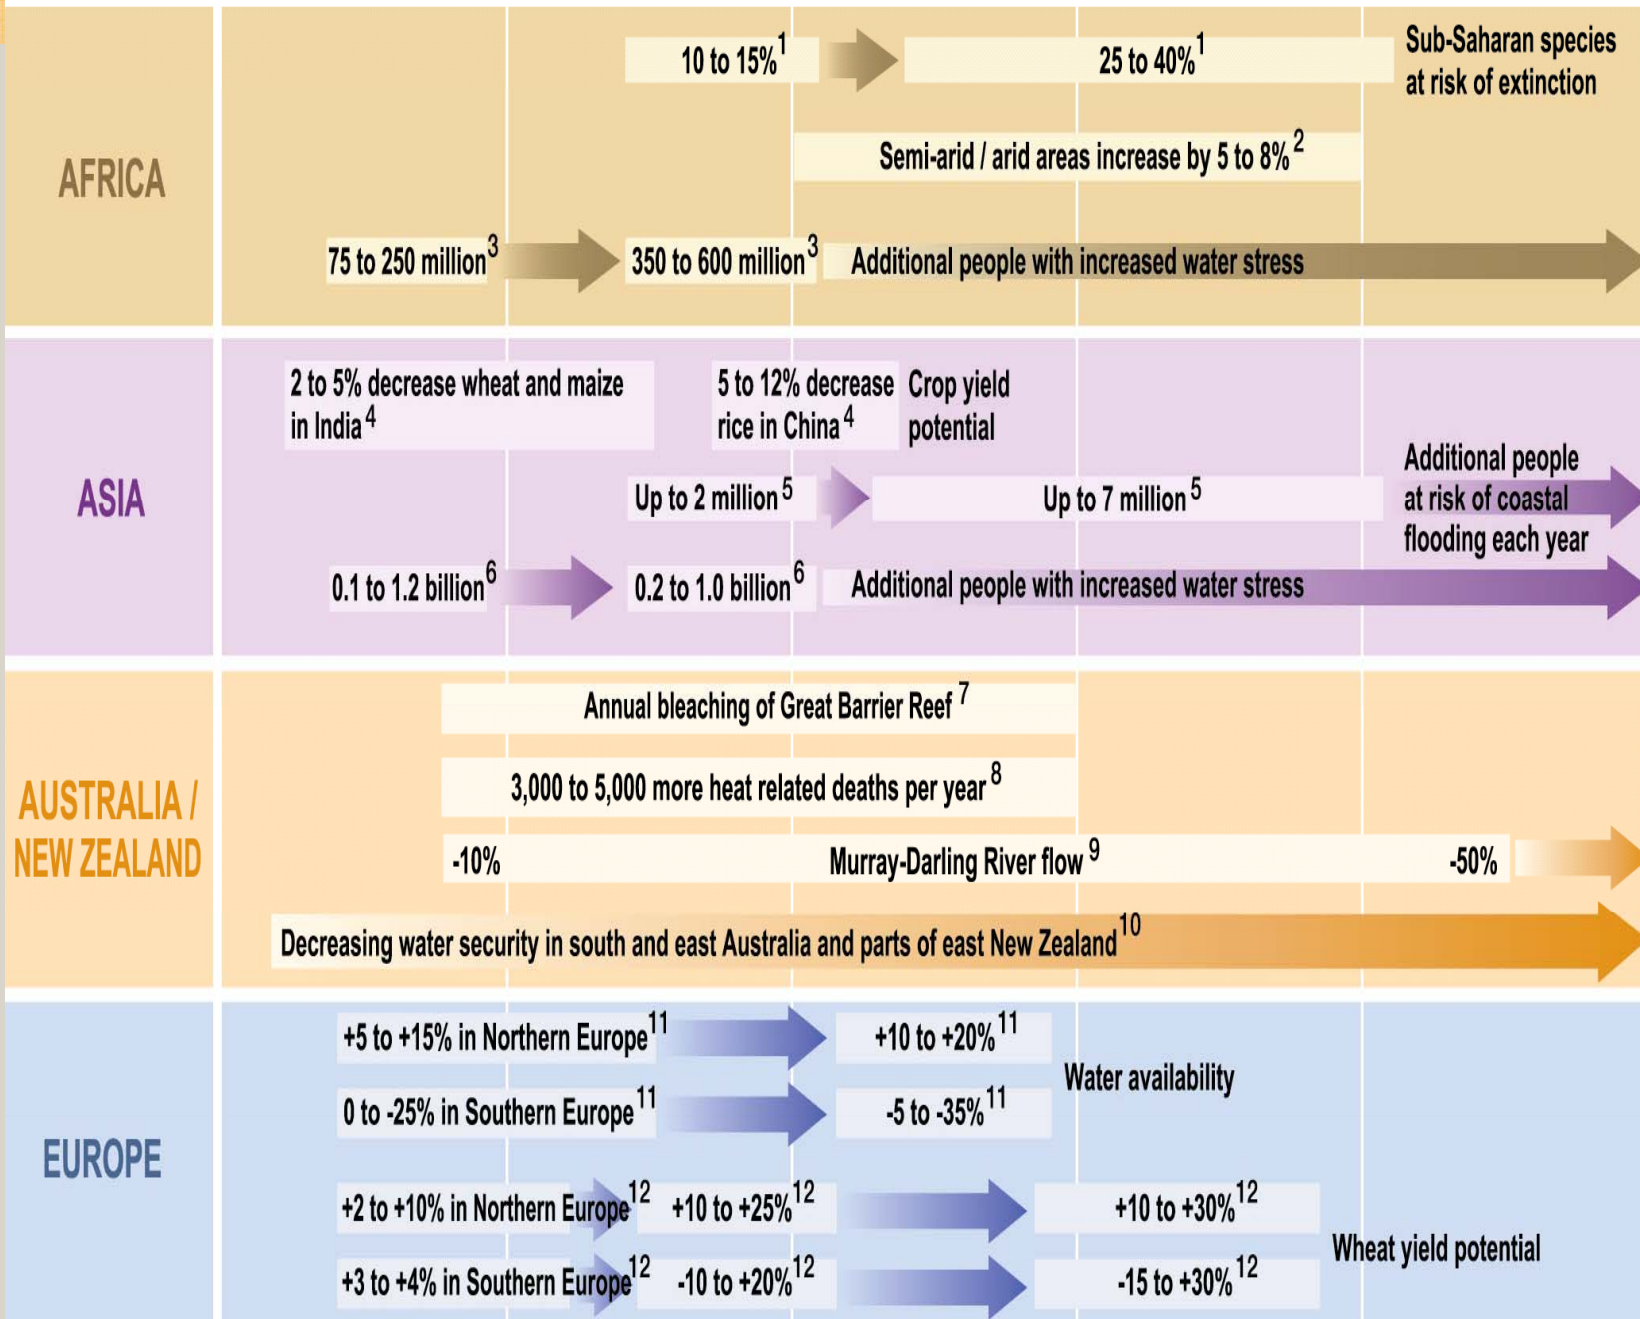 AFRICA
10 to 15%1
25 to 40%1
Sub-Saharan species
at risk of extinction
Semi-arid / arid areas increase by 5 to 8%2
75 to 250 million3
350 to 600 million3
Additional people with increased water stress
ASIA
2 to 5% decrease wheat and maize
in India4
5 to 12% decrease
rice in China4
Crop yield
potential
Up to 2 million5
Up to 7 million5
Additional people
at risk of coastal
flooding each year
0.1 to 1.2 billion6
0.2 to 1.0 billion6
Additional people with increased water stress
AUSTRALIA /
NEW ZEALAND
Annual bleaching of Great Barrier Reef7
3,000 to 5,000 more heat related deaths per year8
-10%
Murray-Darling River flow9
-50%
Decreasing water security in south and east Australia and parts of east New Zealand10
EUROPE
+5 to +15% in Northern Europe11
+10 to +20%11
0 to -25% in Southern Europe11
-5 to -35%11
Water availability
+2 to +10% in Northern Europe12
+10 to +25%12
+10 to +30%12
+3 to +4% in Southern Europe12
-10 to +20%12
-15 to +30%12
Wheat yield potential